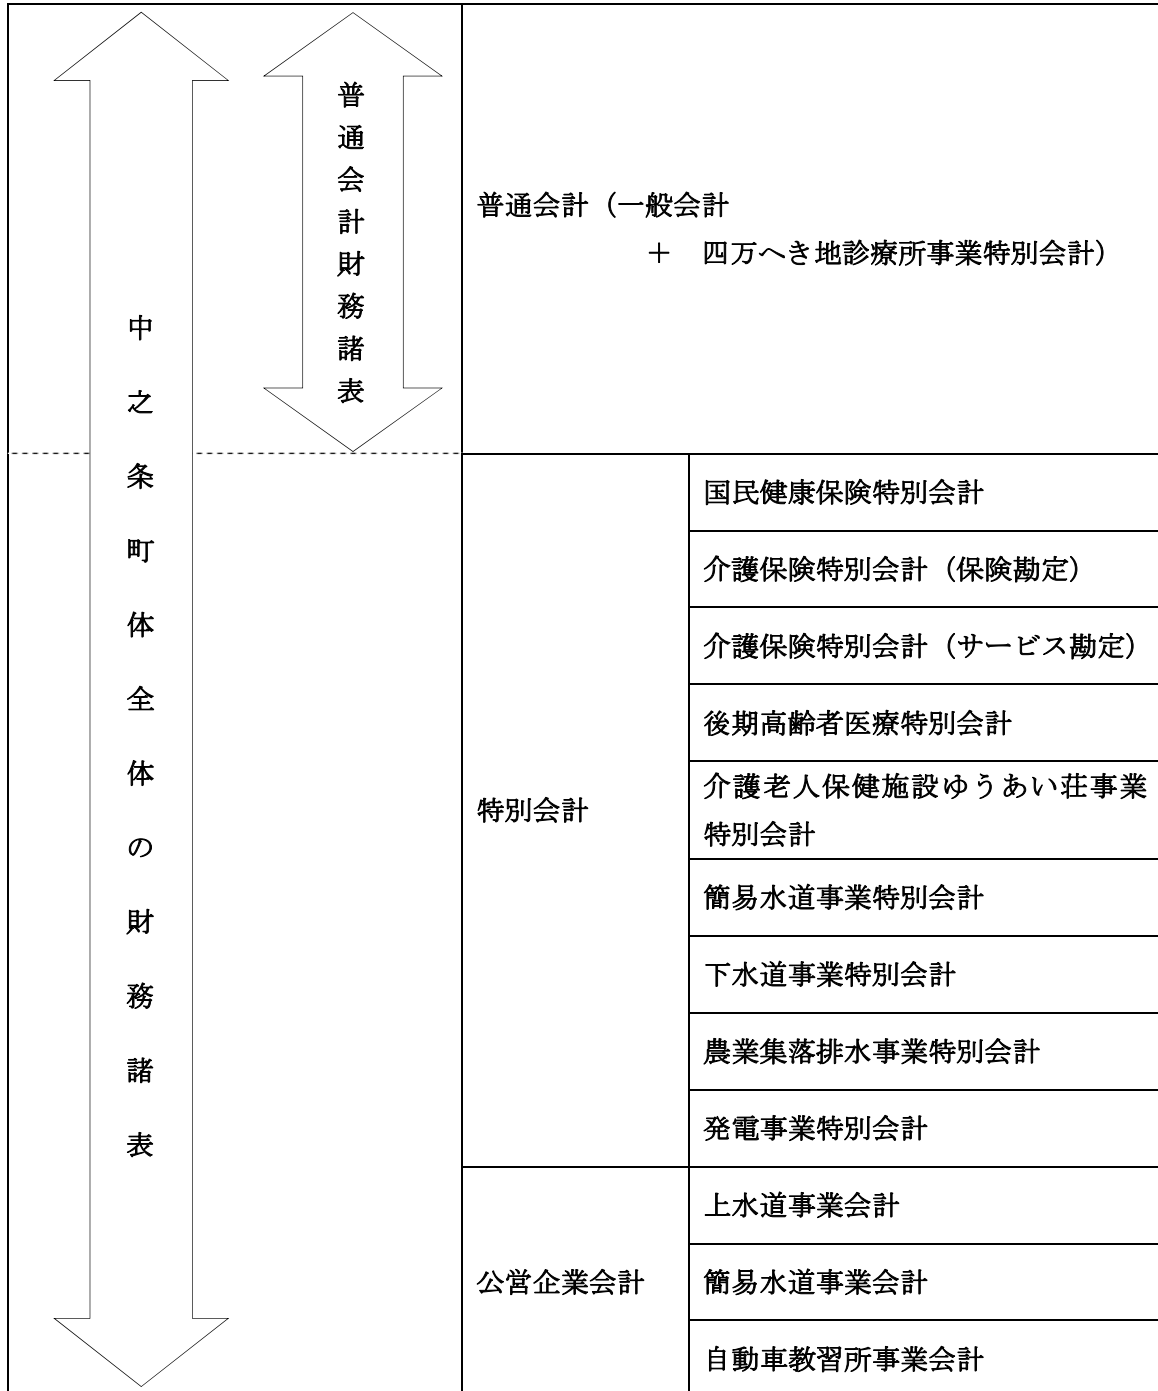 中之条町体全体の財務諸表
普通会計財務諸表
普通会計（一般会計
＋　四万へき地診療所事業特別会計）
特別会計
国民健康保険特別会計
介護保険特別会計（保険勘定）
介護保険特別会計（サービス勘定）
後期高齢者医療特別会計
介護老人保健施設ゆうあい荘事業
特別会計
簡易水道事業特別会計
下水道事業特別会計
農業集落排水事業特別会計
発電事業特別会計
公営企業会計
上水道事業会計
簡易水道事業会計
自動車教習所事業会計